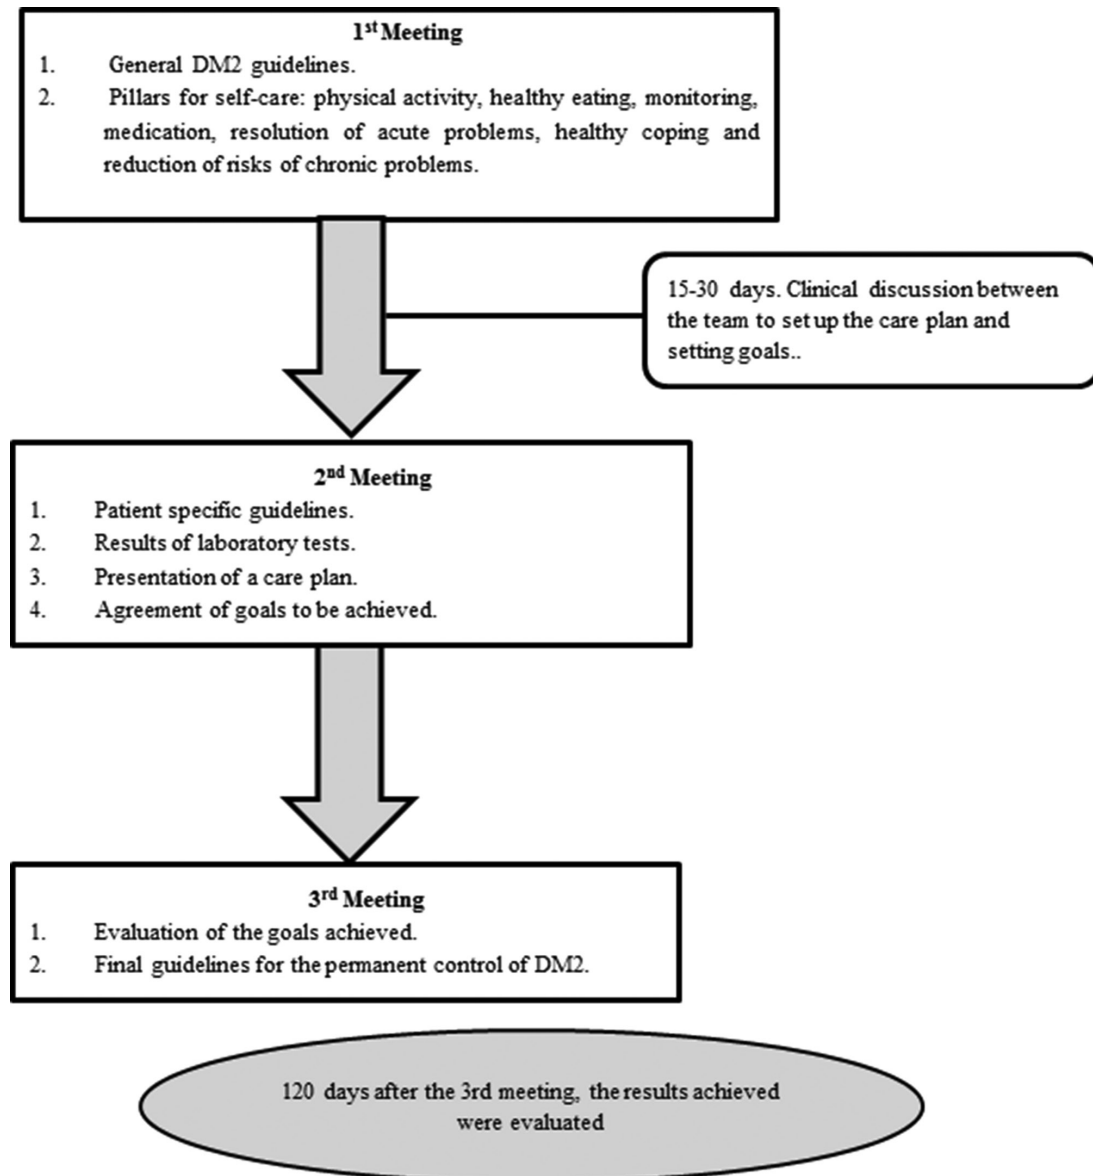 1st Meeting
1. General DM2 guidelines.
2. Pillars for self-care: physical activity, healthy eating, monitoring,
medication, resolution of acute problems, healthy coping and
reduction of risks of chronic problems.
15-30 days. Clinical discussion between
the team to set up the care plan and
setting goals..
2nd Meeting
1. Patient specific guidelines.
2. Results of laboratory tests.
3. Presentation of a care plan.
4. Agreement of goals to be achieved.
3rd Meeting
1. Evaluation of the goals achieved.
2. Final guidelines for the permanent control of DM2.
120 days after the 3rd meeting, the results achieved
were evaluated